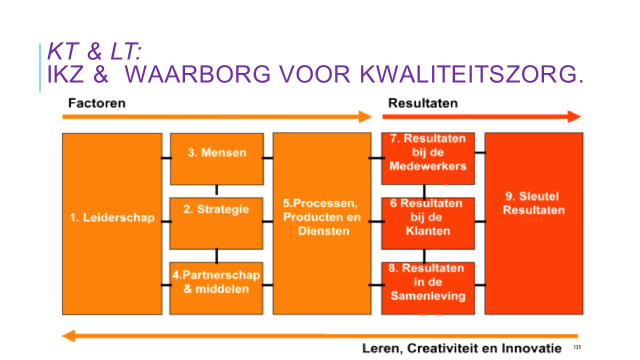 KT & LT:
IKZ & WAARBORG VOOR KWALITEITSZORG.
Factoren
Resultaten
1. Leiderschap
3. Mensen
2. Strategie
4.Partnerschap
& middelen
5.Processen,
Producten en
Diensten
7. Resultaten
bij de
Medewerkers
6 Resultaten
bij de
Klanten
8. Resultaten
in de
Samenleving
9. Sleutel
Resultaten
Leren, Creativiteit en Innovatie
135